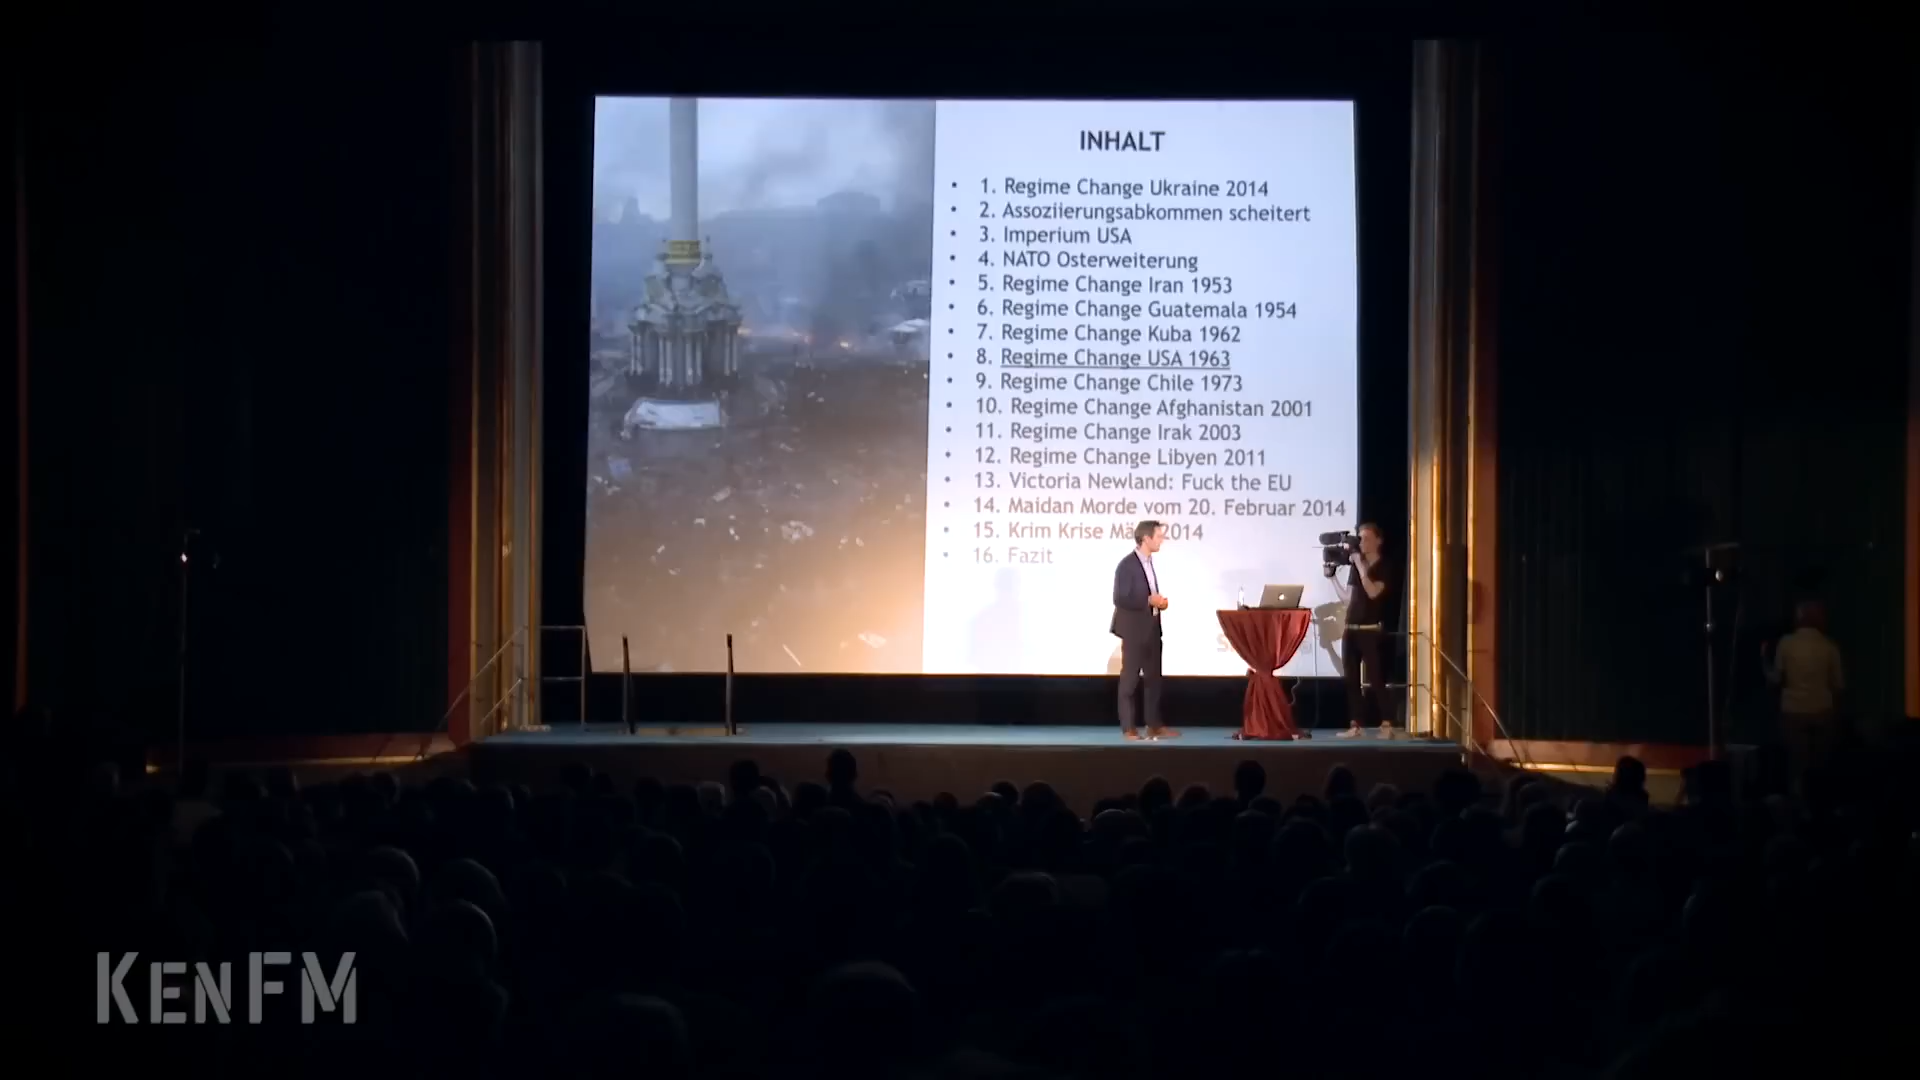 INHALT
• 1. Regime Change Ukraine 2014
• 2. Assoziierungsabkommen scheitert
• 3. Imperium USA
• 4. NATO Osterweiterung
• 5. Regime Change Iran 1953
• 6. Regime Change Guatemala 1954
• 7. Regime Change Kuba 1962
• 8. Regime Change USA 1963
• 9. Regime Change Chile 1973
• 10. Regime Change Afghanistan 2001
• 11. Regime Change Irak 2003
• 12. Regime Change Libyen 2011
• 13. Victoria Newland: Fuck the EU
• 14. Maidan Morde vom 20. Februar 2014
• 15. Krim Krise 2014
• 16. Fazit
KENFM